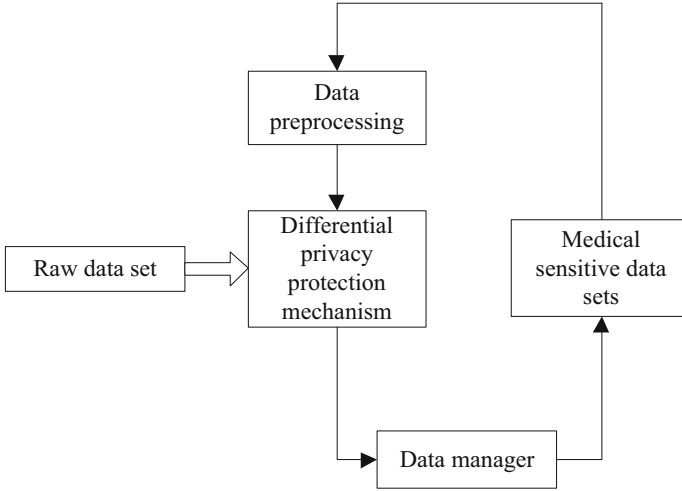 Data
preprocessing
Differential
privacy
protection
mechanism
Raw data set
Medical
sensitive data
sets
Data manager